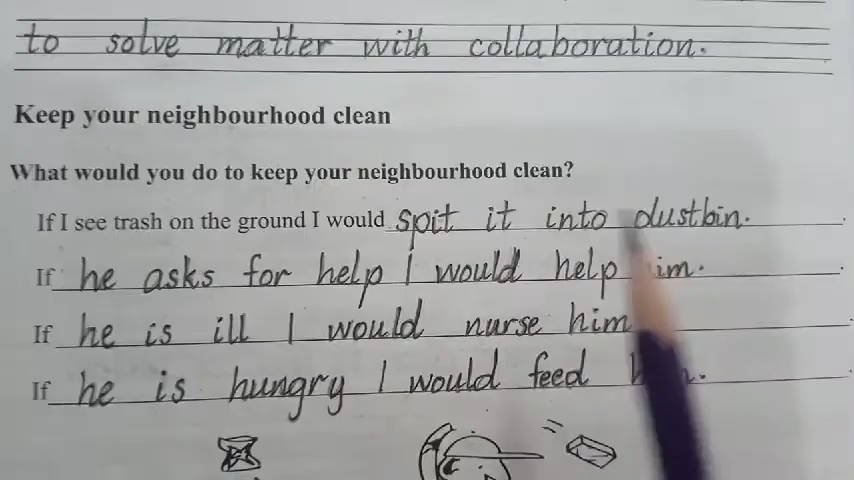 to solve matter with collaboration.
Keep your neighbourhood clean
What would you do to keep your neighbourhood clean?
If I see trash on the ground I would spit it into dustbin.
If he asks for help I would help
If he is ill I would nurse him
If he is hungry I would feed